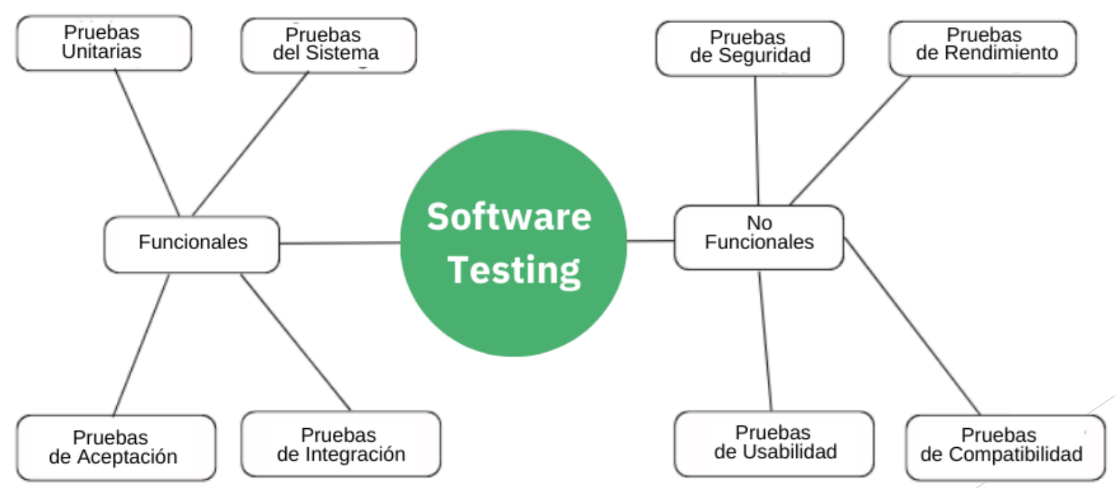 Pruebas
Unitarias
Pruebas
del Sistema
Pruebas
de Seguridad
Pruebas
de Rendimiento
Software
Testing
Funcionales
No
Funcionales
Pruebas
de Aceptación
Pruebas
de Integración
Pruebas
de Usabilidad
Pruebas
de Compatibilidad